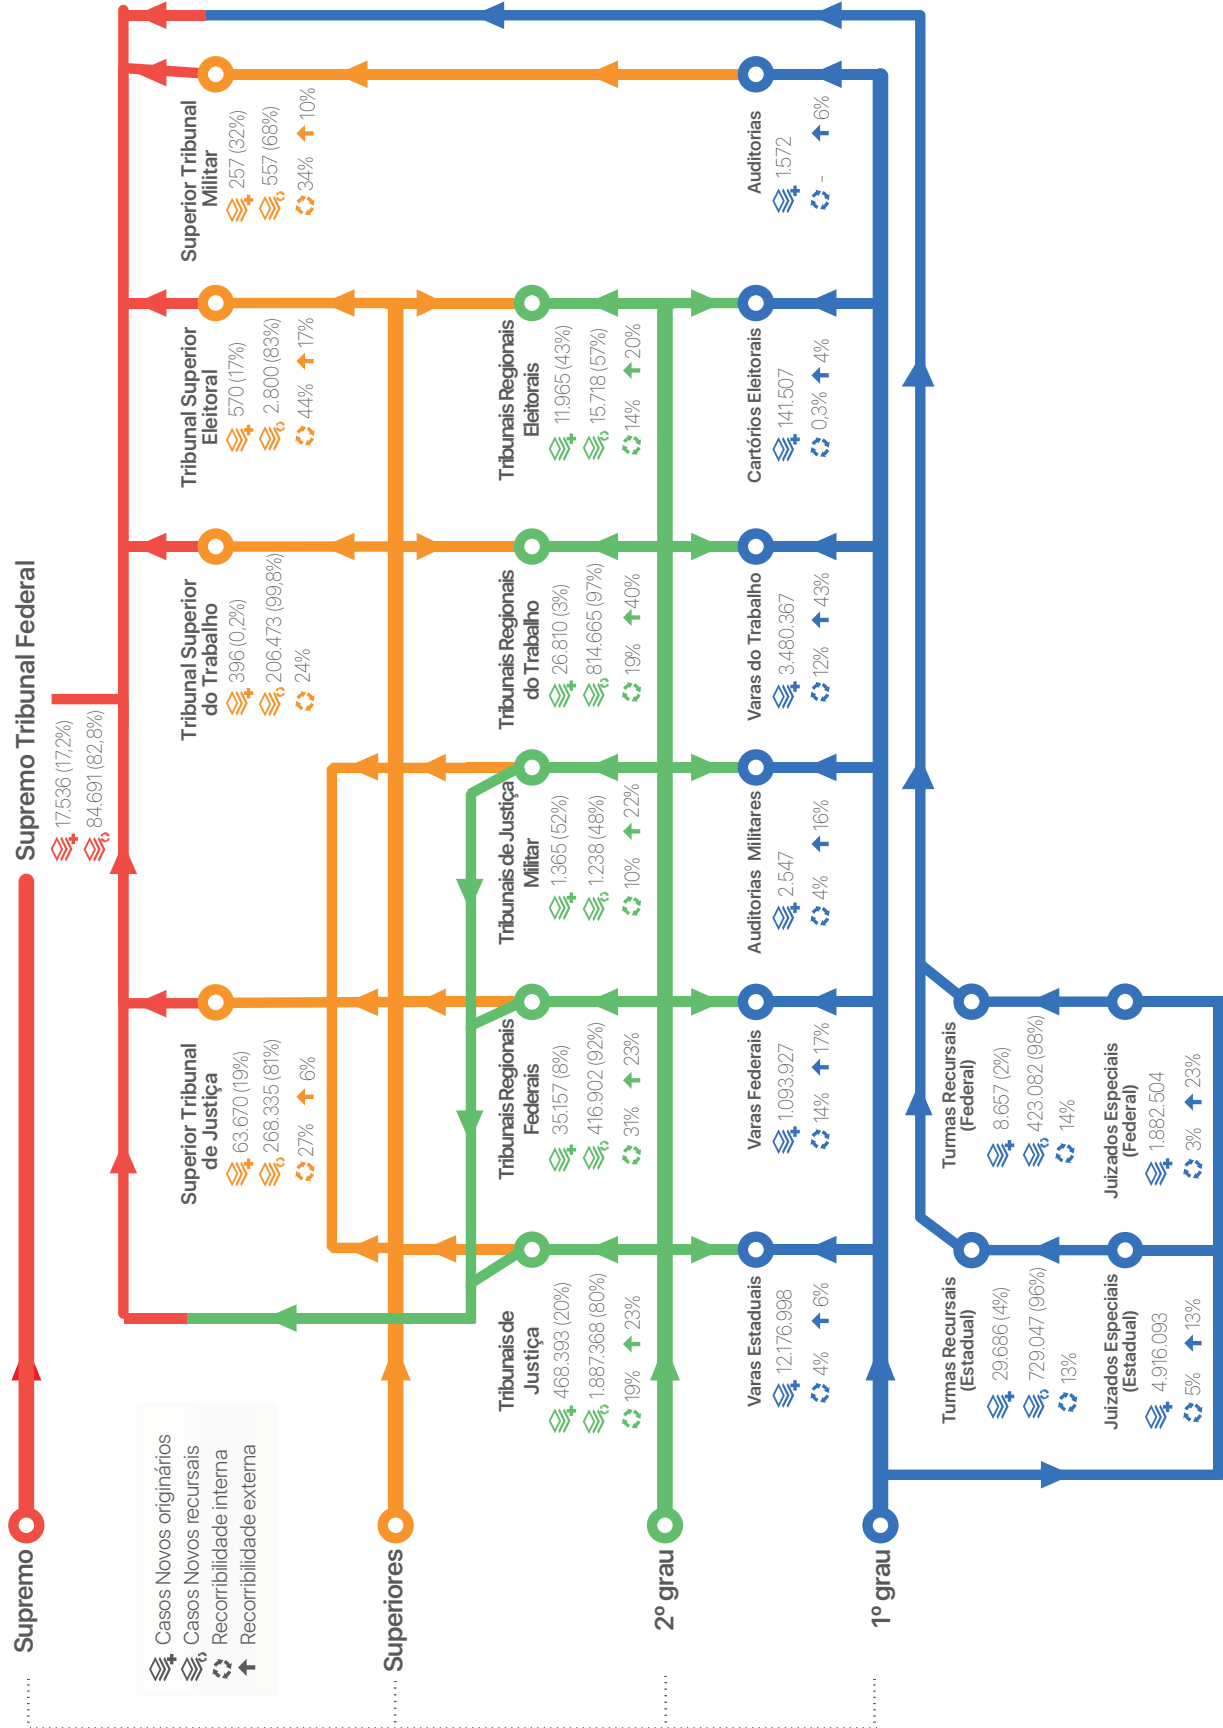 Supremo
Supremo Tribunal Federal
17.536 (17,2%)
84.691 (82,8%)
Casos Novos originários
Casos Novos recursais
Recorribilidade interna
Recorribilidade externa
Superiores
Superior Tribunal
de Justiça
63.670 (19%)
268.335 (81%)
27% 6%
Tribunal Superior
do Trabalho
396 (0,2%)
206.473 (99,8%)
24%
Tribunal Superior
Eleitoral
570 (17%)
2.800 (83%)
44% 17%
Superior Tribunal
Militar
257 (32%)
557 (68%)
34% 10%
2º grau
Tribunais de
Justiça
468.393 (20%)
1.887.368 (80%)
19% 23%
Tribunais Regionais
Federais
35.157 (8%)
416.902 (92%)
31% 23%
Tribunais de Justiça
Militar
1.365 (52%)
1.238 (48%)
10% 22%
Tribunais Regionais
do Trabalho
26.810 (3%)
814.665 (97%)
19% 40%
Tribunais Regionais
Eleitorais
11.965 (43%)
15.718 (57%)
14% 20%
1º grau
Varas Estaduais
12.176.998
4% 6%
Varas Federais
1.093.927
14% 17%
Auditorias Militares
2.547
4% 16%
Varas do Trabalho
3.480.367
12% 43%
Cartórios Eleitorais
141.507
0,3% 4%
Auditorias
1.572
- 6%
Turmas Recursais
(Estadual)
29.686 (4%)
729.047 (96%)
13%
Turmas Recursais
(Federal)
8.657 (2%)
423.082 (98%)
14%
Juizados Especiais
(Estadual)
4.916.093
5% 13%
Juizados Especiais
(Federal)
1.882.504
3% 23%